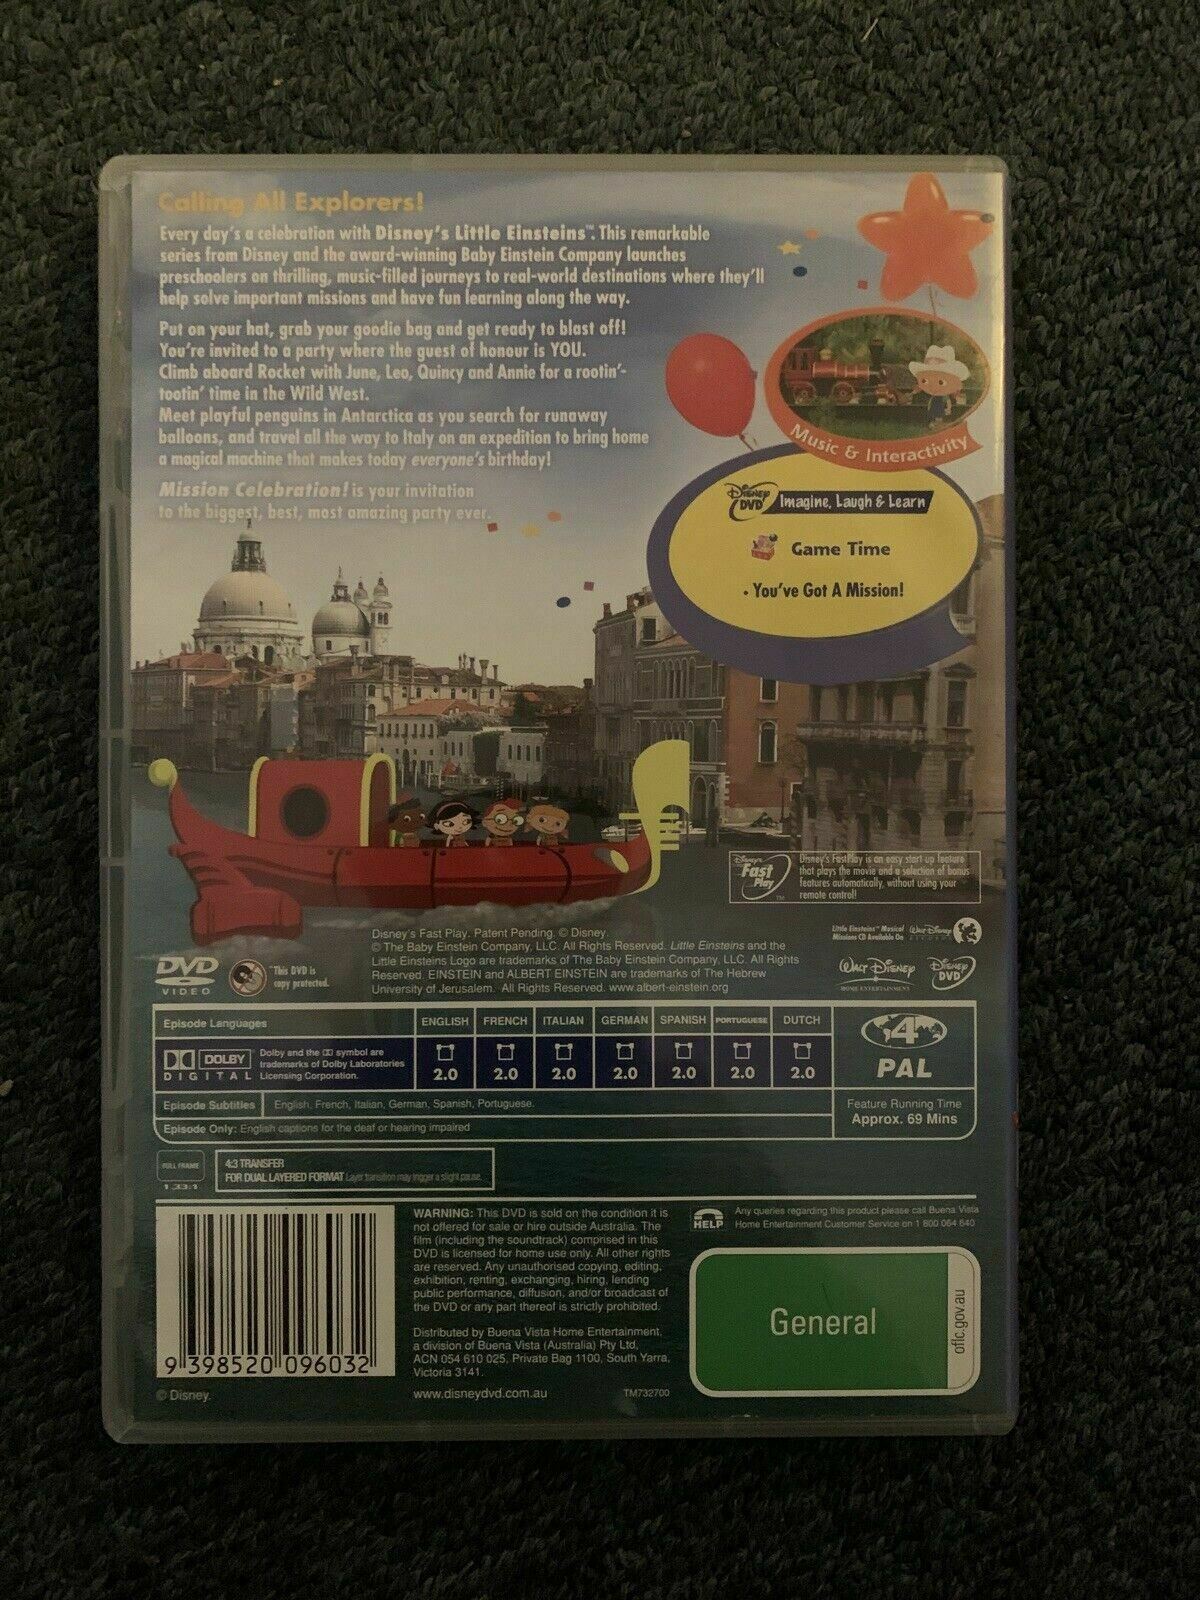 Calling All Explorers!
Every day's a celebration with Disney's Little Einsteins™. This remarkable
series from Disney and the award-winning Baby Einstein Company launches
preschoolers on thrilling, music-filled journeys to real-world destinations where they'll
help solve important missions and have fun learning along the way.
Put on your hat, grab your goodie bag and get ready to blast off!
You're invited to a party where the guest of honour is YOU.
Climb aboard Rocket with June, Leo, Quincy and Annie for a rootin'-
tootin' time in the Wild West.
Meet playful penguins in Antarctica as you search for runaway
balloons, and travel all the way to Italy on an expedition to bring home
a magical machine that makes today everyone's birthday!
Mission Celebration! is your invitation
to the biggest, best, most amazing party ever.
Music & Interactivity
Disney DVD Imagine, Laugh & Learn
Game Time
• You've Got A Mission!
Disney's Fast Play ™
Disney's FastPlay is an easy start up feature
that plays the movie and a selection of bonus
features automatically, without using your
remote control!
Little Einsteins™ Musical
Missions CD Available On
Walt Disney Records
Disney's Fast Play. Patent Pending. © Disney.
© The Baby Einstein Company, LLC. All Rights Reserved. Little Einsteins and the
Little Einsteins Logo are trademarks of The Baby Einstein Company, LLC. All Rights
Reserved. EINSTEIN and ALBERT EINSTEIN are trademarks of The Hebrew
University of Jerusalem. All Rights Reserved. www.albert-einstein.org
DVD
VIDEO
"This DVD is
copy protected.
Walt Disney
HOME ENTERTAINMENT
Disney DVD
Episode Languages
ENGLISH FRENCH ITALIAN GERMAN SPANISH PORTUGUESE DUTCH
DOLBY
DIGITAL
Dolby and the DD symbol are
trademarks of Dolby Laboratories
Licensing Corporation.
2.0 2.0 2.0 2.0 2.0 2.0 2.0
4
PAL
Episode Subtitles English, French, Italian, German, Spanish, Portuguese.
Episode Only: English captions for the deaf or hearing impaired
Feature Running Time
Approx. 69 Mins
FULL FRAME
1.33:1
4:3 TRANSFER
FOR DUAL LAYERED FORMAT Layer transition may trigger a slight pause.
WARNING: This DVD is sold on the condition it is
not offered for sale or hire outside Australia. The
film (including the soundtrack) comprised in this
DVD is licensed for home use only. All other rights
are reserved. Any unauthorised copying, editing,
exhibition, renting, exchanging, hiring, lending
public performance, diffusion, and/or broadcast of
the DVD or any part thereof is strictly prohibited.
Distributed by Buena Vista Home Entertainment,
a division of Buena Vista (Australia) Pty Ltd,
ACN 054 610 025, Private Bag 1100, South Yarra,
Victoria 3141.
www.disneydvd.com.au
TM732700
HELP
Any queries regarding this product please call Buena Vista
Home Entertainment Customer Service on 1 800 064 640
General
oflc.gov.au
9 398520 096032
© Disney.